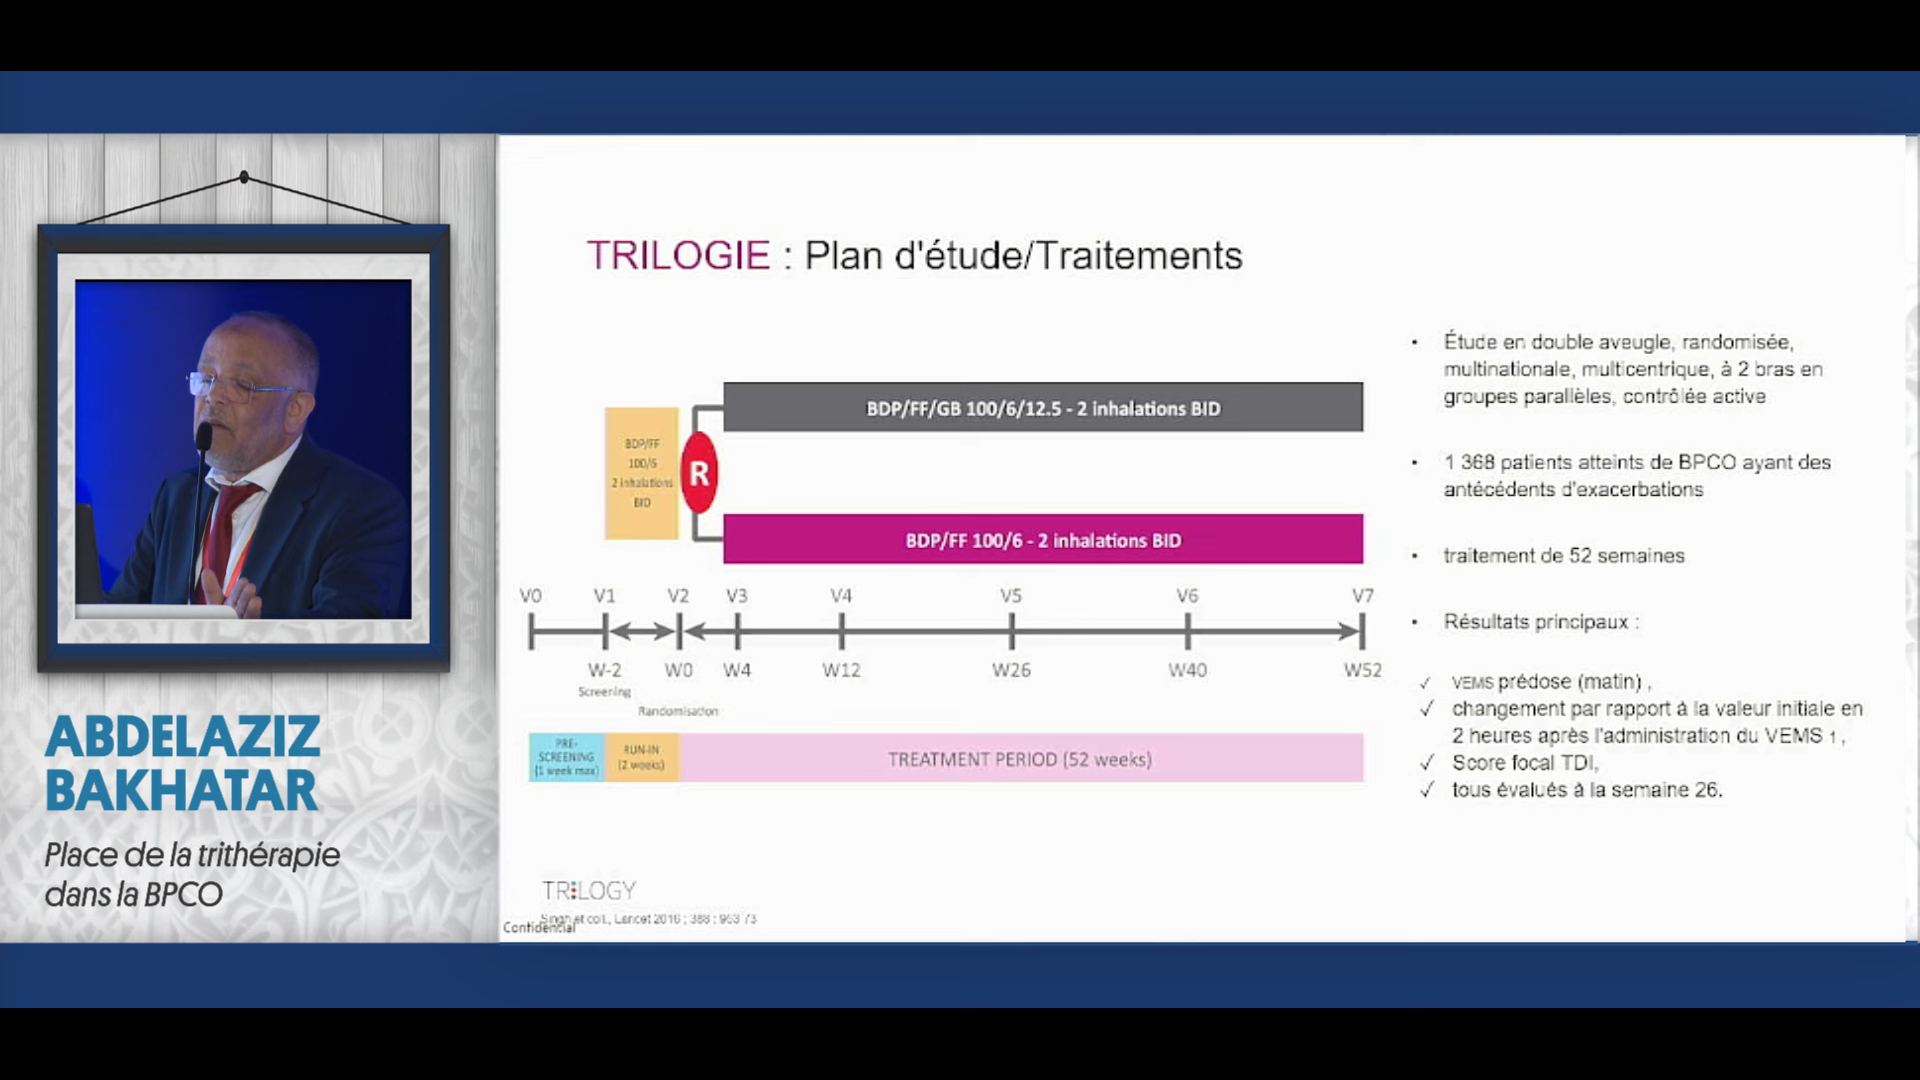 TRILOGIE : Plan d'étude/Traitements
BDP/FF
100/6
2 inhalations
BID
R
BDP/FF/GB 100/6/12.5 - 2 inhalations BID
BDP/FF 100/6 - 2 inhalations BID
V0 V1 V2 V3 V4 V5 V6 V7
W-2 W0 W4 W12 W26 W40 W52
Screening
Randomisation
PRE-
SCREENING
(1 week max)
RUN-IN
(2 weeks)
TREATMENT PERIOD (52 weeks)
• Étude en double aveugle, randomisée,
multinationale, multicentrique, à 2 bras en
groupes parallèles, contrôlée active
• 1 368 patients atteints de BPCO ayant des
antécédents d'exacerbations
• traitement de 52 semaines
• Résultats principaux :
✓ VEMS prédose (matin) ,
✓ changement par rapport à la valeur initiale en
2 heures après l'administration du VEMS 1,
✓ Score focal TDI,
✓ tous évalués à la semaine 26.
TRILOGY
Singh et coll., Lancet 2016 ; 388 : 963 73
Confidential
ABDELAZIZ
BAKHATAR
Place de la trithérapie
dans la BPCO